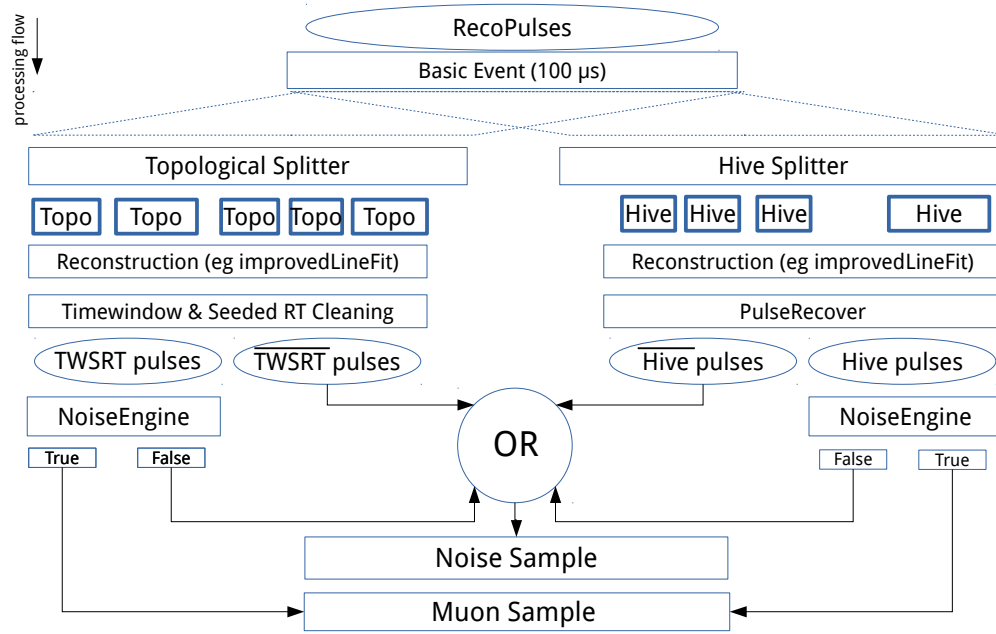 processing flow
RecoPulses
Basic Event (100 µs)
Topological Splitter
Hive Splitter
Topo Topo Topo Topo Topo
Hive Hive Hive Hive
Reconstruction (eg improvedLineFit)
Reconstruction (eg improvedLineFit)
Timewindow & Seeded RT Cleaning
PulseRecover
TWSRT pulses
TWSRT pulses
Hive pulses
Hive pulses
NoiseEngine
OR
NoiseEngine
True False
False True
Noise Sample
Muon Sample